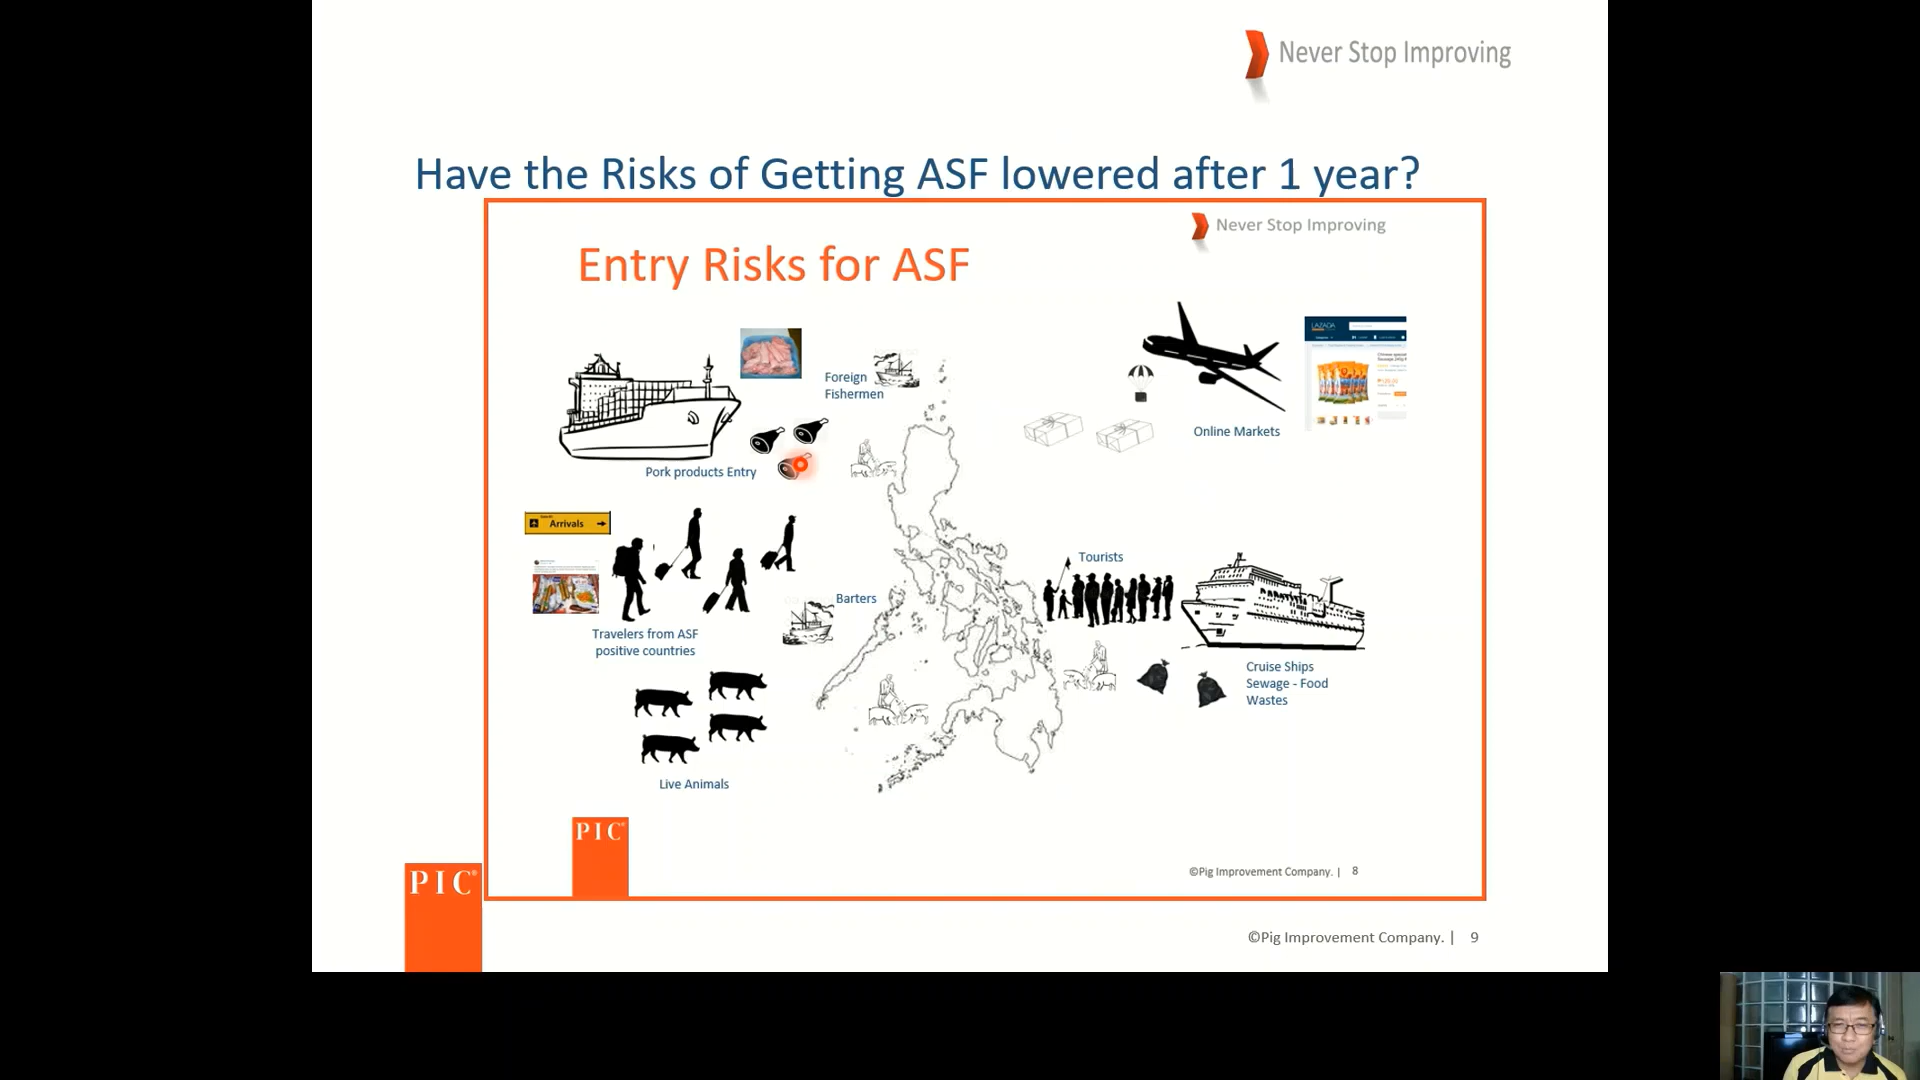 Never Stop Improving
Have the Risks of Getting ASF lowered after 1 year?
Never Stop Improving
Entry Risks for ASF
LAZADA
Foreign
Fishermen
Online Markets
Pork products Entry
Arrivals
Tourists
Barters
Travelers from ASF
positive countries
Cruise Ships
Sewage - Food
Wastes
Live Animals
PIC
©Pig Improvement Company. | 8
PIC®
©Pig Improvement Company. | 9